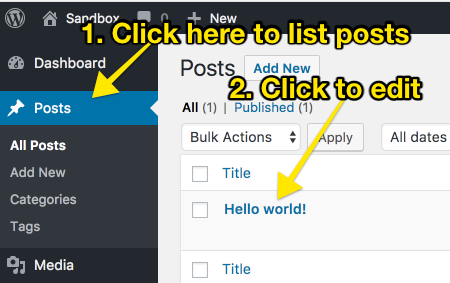 Sandbox 0 + New
1. Click here to list posts
Dashboard
Posts Add New
2. Click to edit
Posts
All (1) | Published (1)
All Posts
Bulk Actions Apply All dates
Add New
Title
Categories
Hello world!
Tags
Media
Title